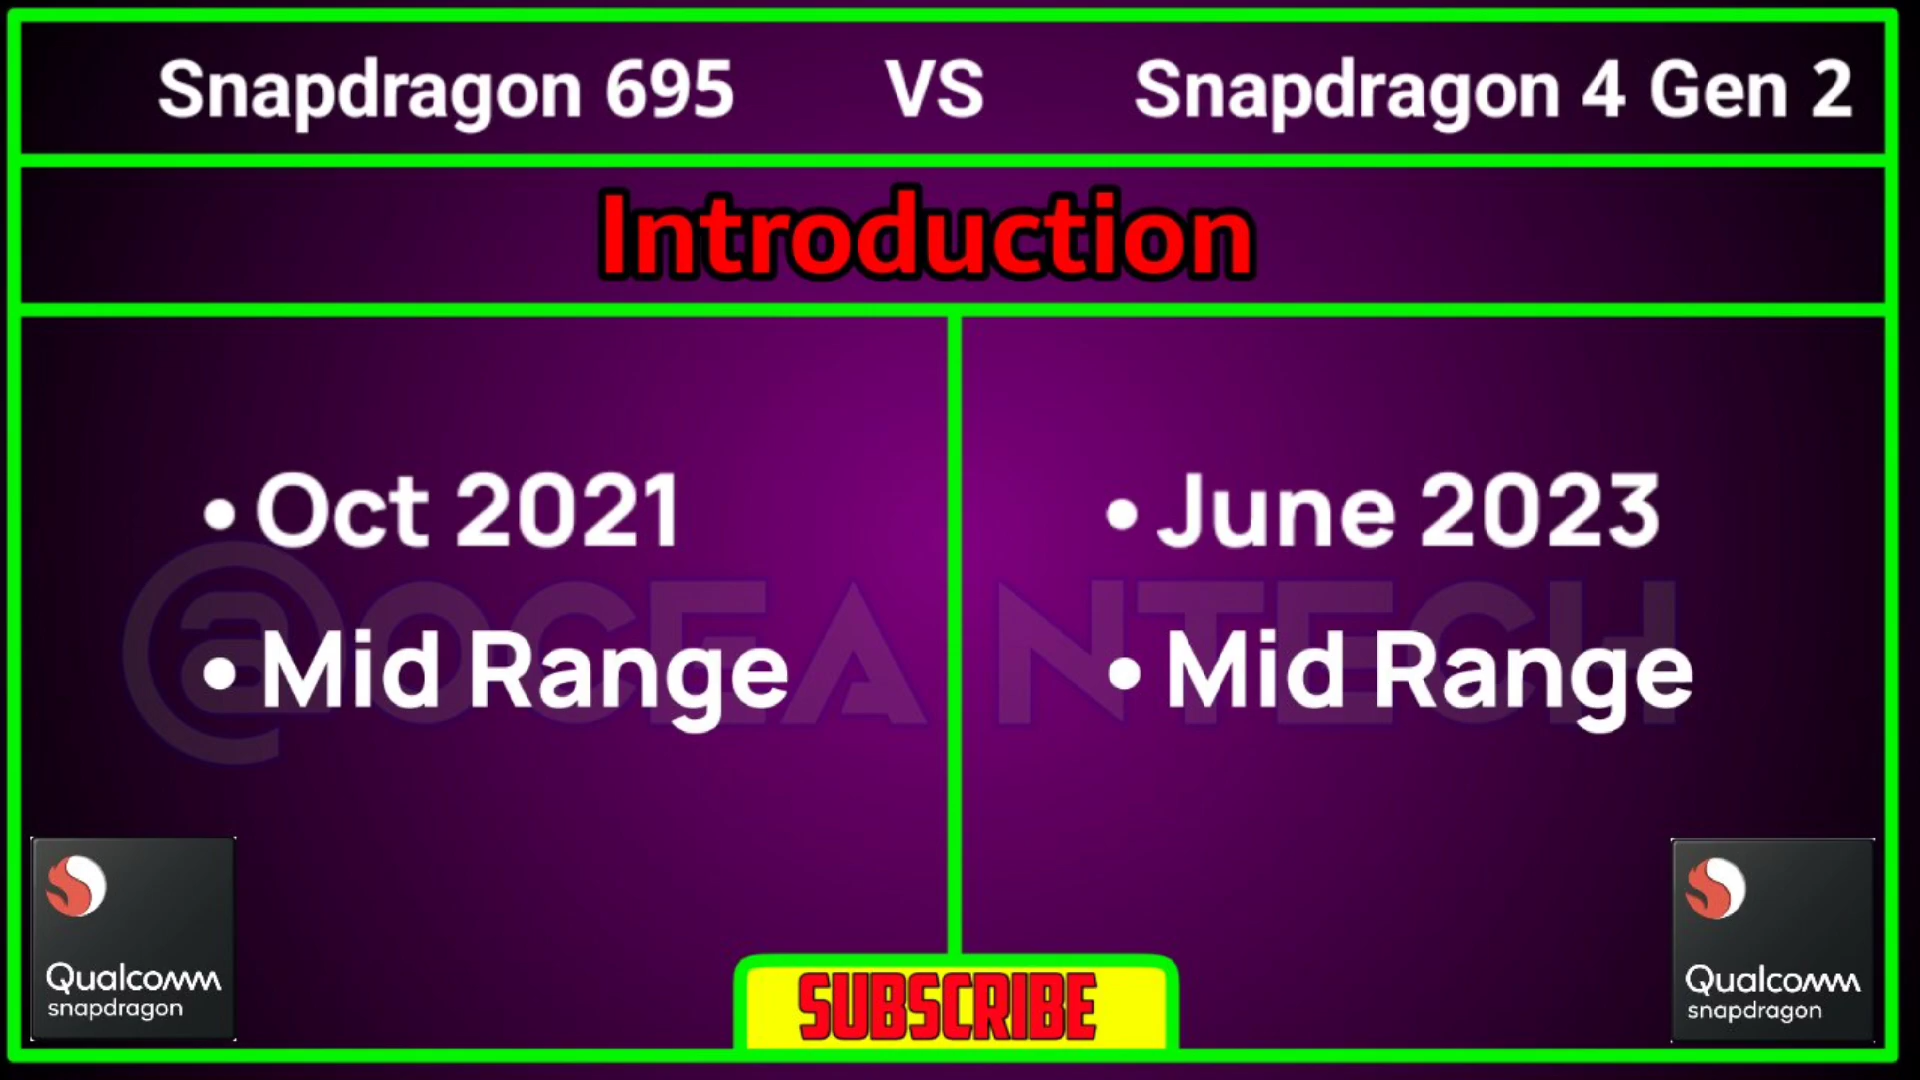 Snapdragon 695 VS Snapdragon 4 Gen 2
Introduction
• Oct 2021
• Mid Range
• June 2023
• Mid Range
@OCEANTECH
Qualcomm
snapdragon
SUBSCRIBE
Qualcomm
snapdragon